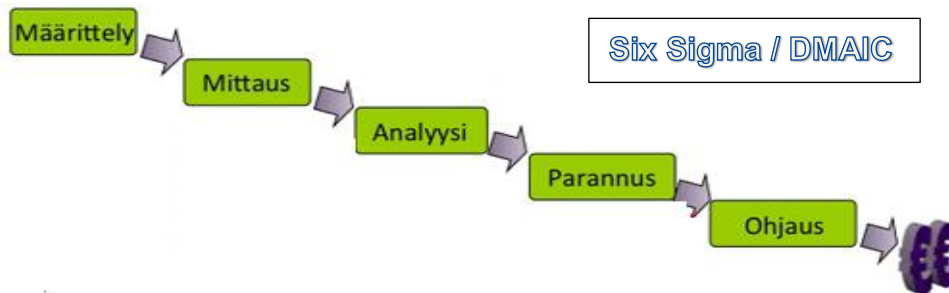 Määrittely
Six Sigma / DMAIC
Mittaus
Analyysi
Parannus
Ohjaus